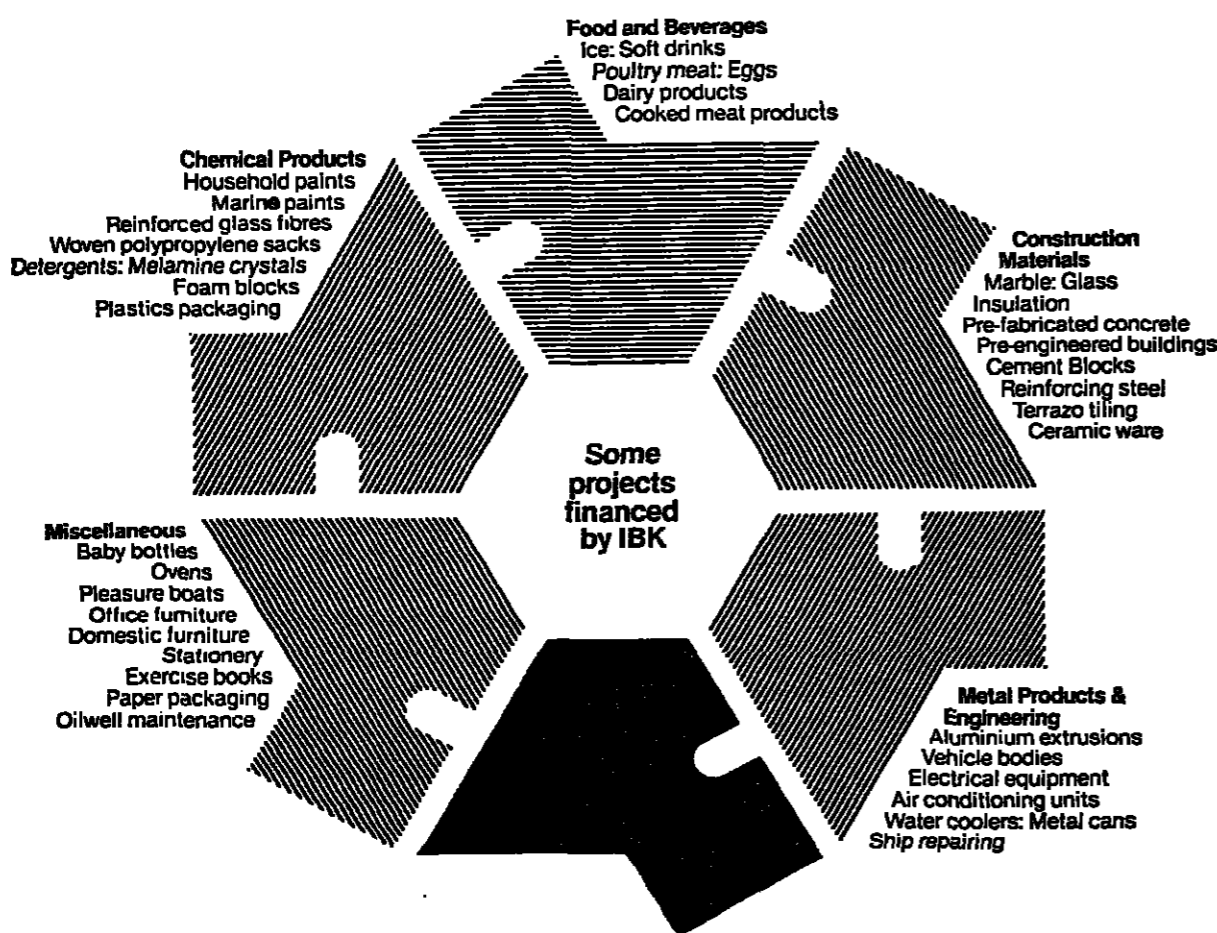 Food and Beverages
Ice: Soft drinks
Poultry meat: Eggs
Dairy products
Cooked meat products
Chemical Products
Household paints
Marine paints
Reinforced glass fibres
Woven polypropylene sacks
Detergents: Melamine crystals
Foam blocks
Plastics packaging
Construction
Materials
Marble: Glass
Insulation
Pre-fabricated concrete
Pre-engineered buildings
Cement Blocks
Reinforcing steel
Terrazo tiling
Ceramic ware
Some
projects
financed
by IBK
Miscellaneous
Baby bottles
Ovens
Pleasure boats
Office furniture
Domestic furniture
Stationery
Exercise books
Paper packaging
Oilwell maintenance
Metal Products &
Engineering
Aluminium extrusions
Vehicle bodies
Electrical equipment
Air conditioning units
Water coolers: Metal cans
Ship repairing